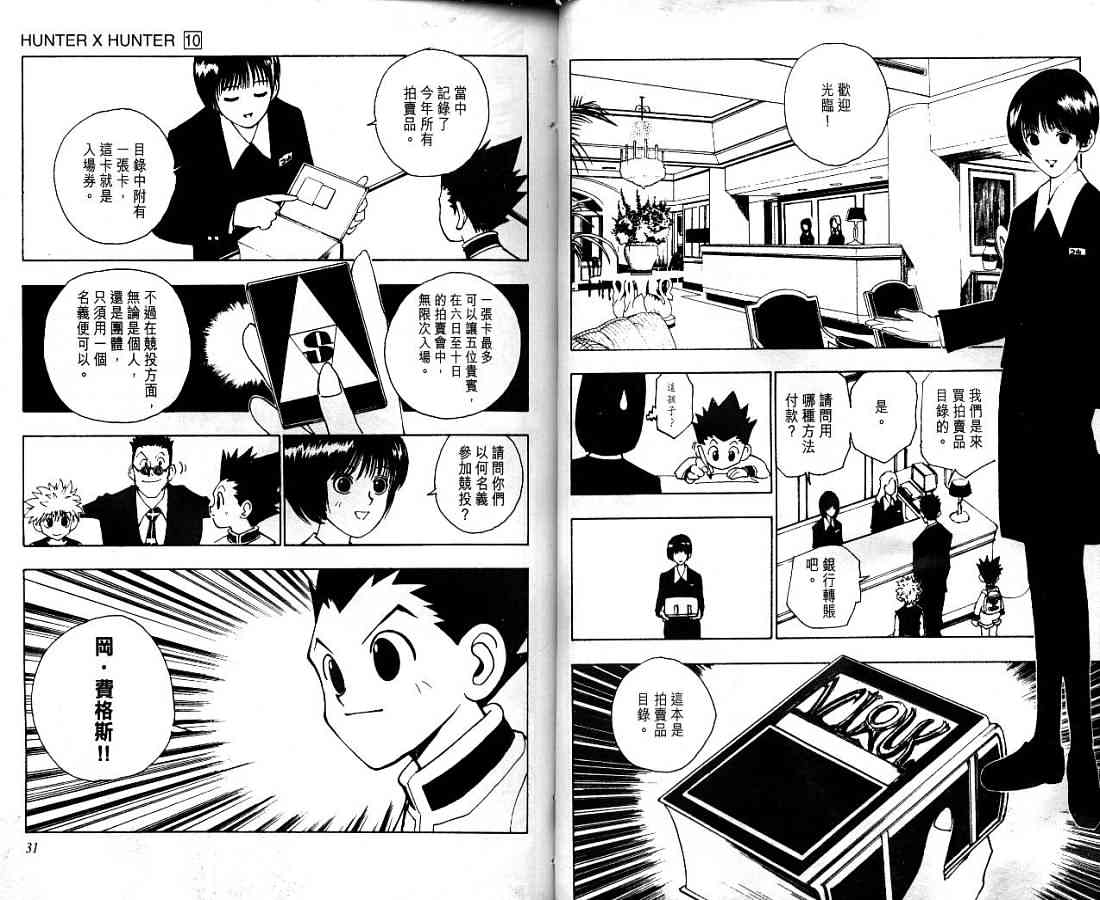 HUNTER X HUNTER 10
歡迎
光臨！
我們是來
買拍賣品
目錄的。
是。
請問用
哪種方法
付款？
銀行轉賬
吧。
這孩子？
這本是
拍賣品
目錄。
當中
記錄了
今年所有
拍賣品。
目錄中附有
一張卡，
這卡就是
入場券。
一張卡最多
可以讓五位貴賓，
在六日至十日
的拍賣會中，
無限次入場。
不過在競投方面，
無論是個人，
還是團體，
只須用一個
名義便可以。
請問你們
以何名義
參加競投？
岡·費格斯!!
31